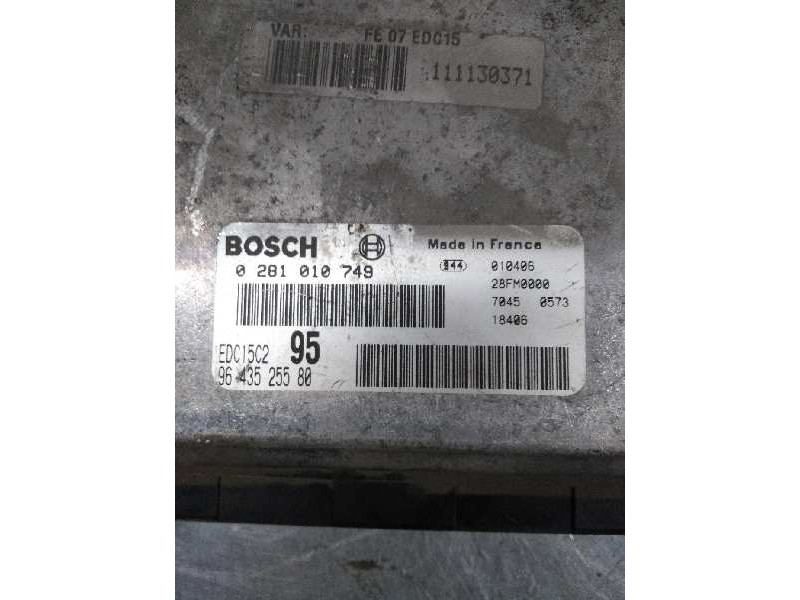 VAR: FE 07 EDC15
111130371
BOSCH Made in France
0 281 010 749 844 010406
28FM0000
7045 0573
18406
EDC15C2 95
96 435 255 80